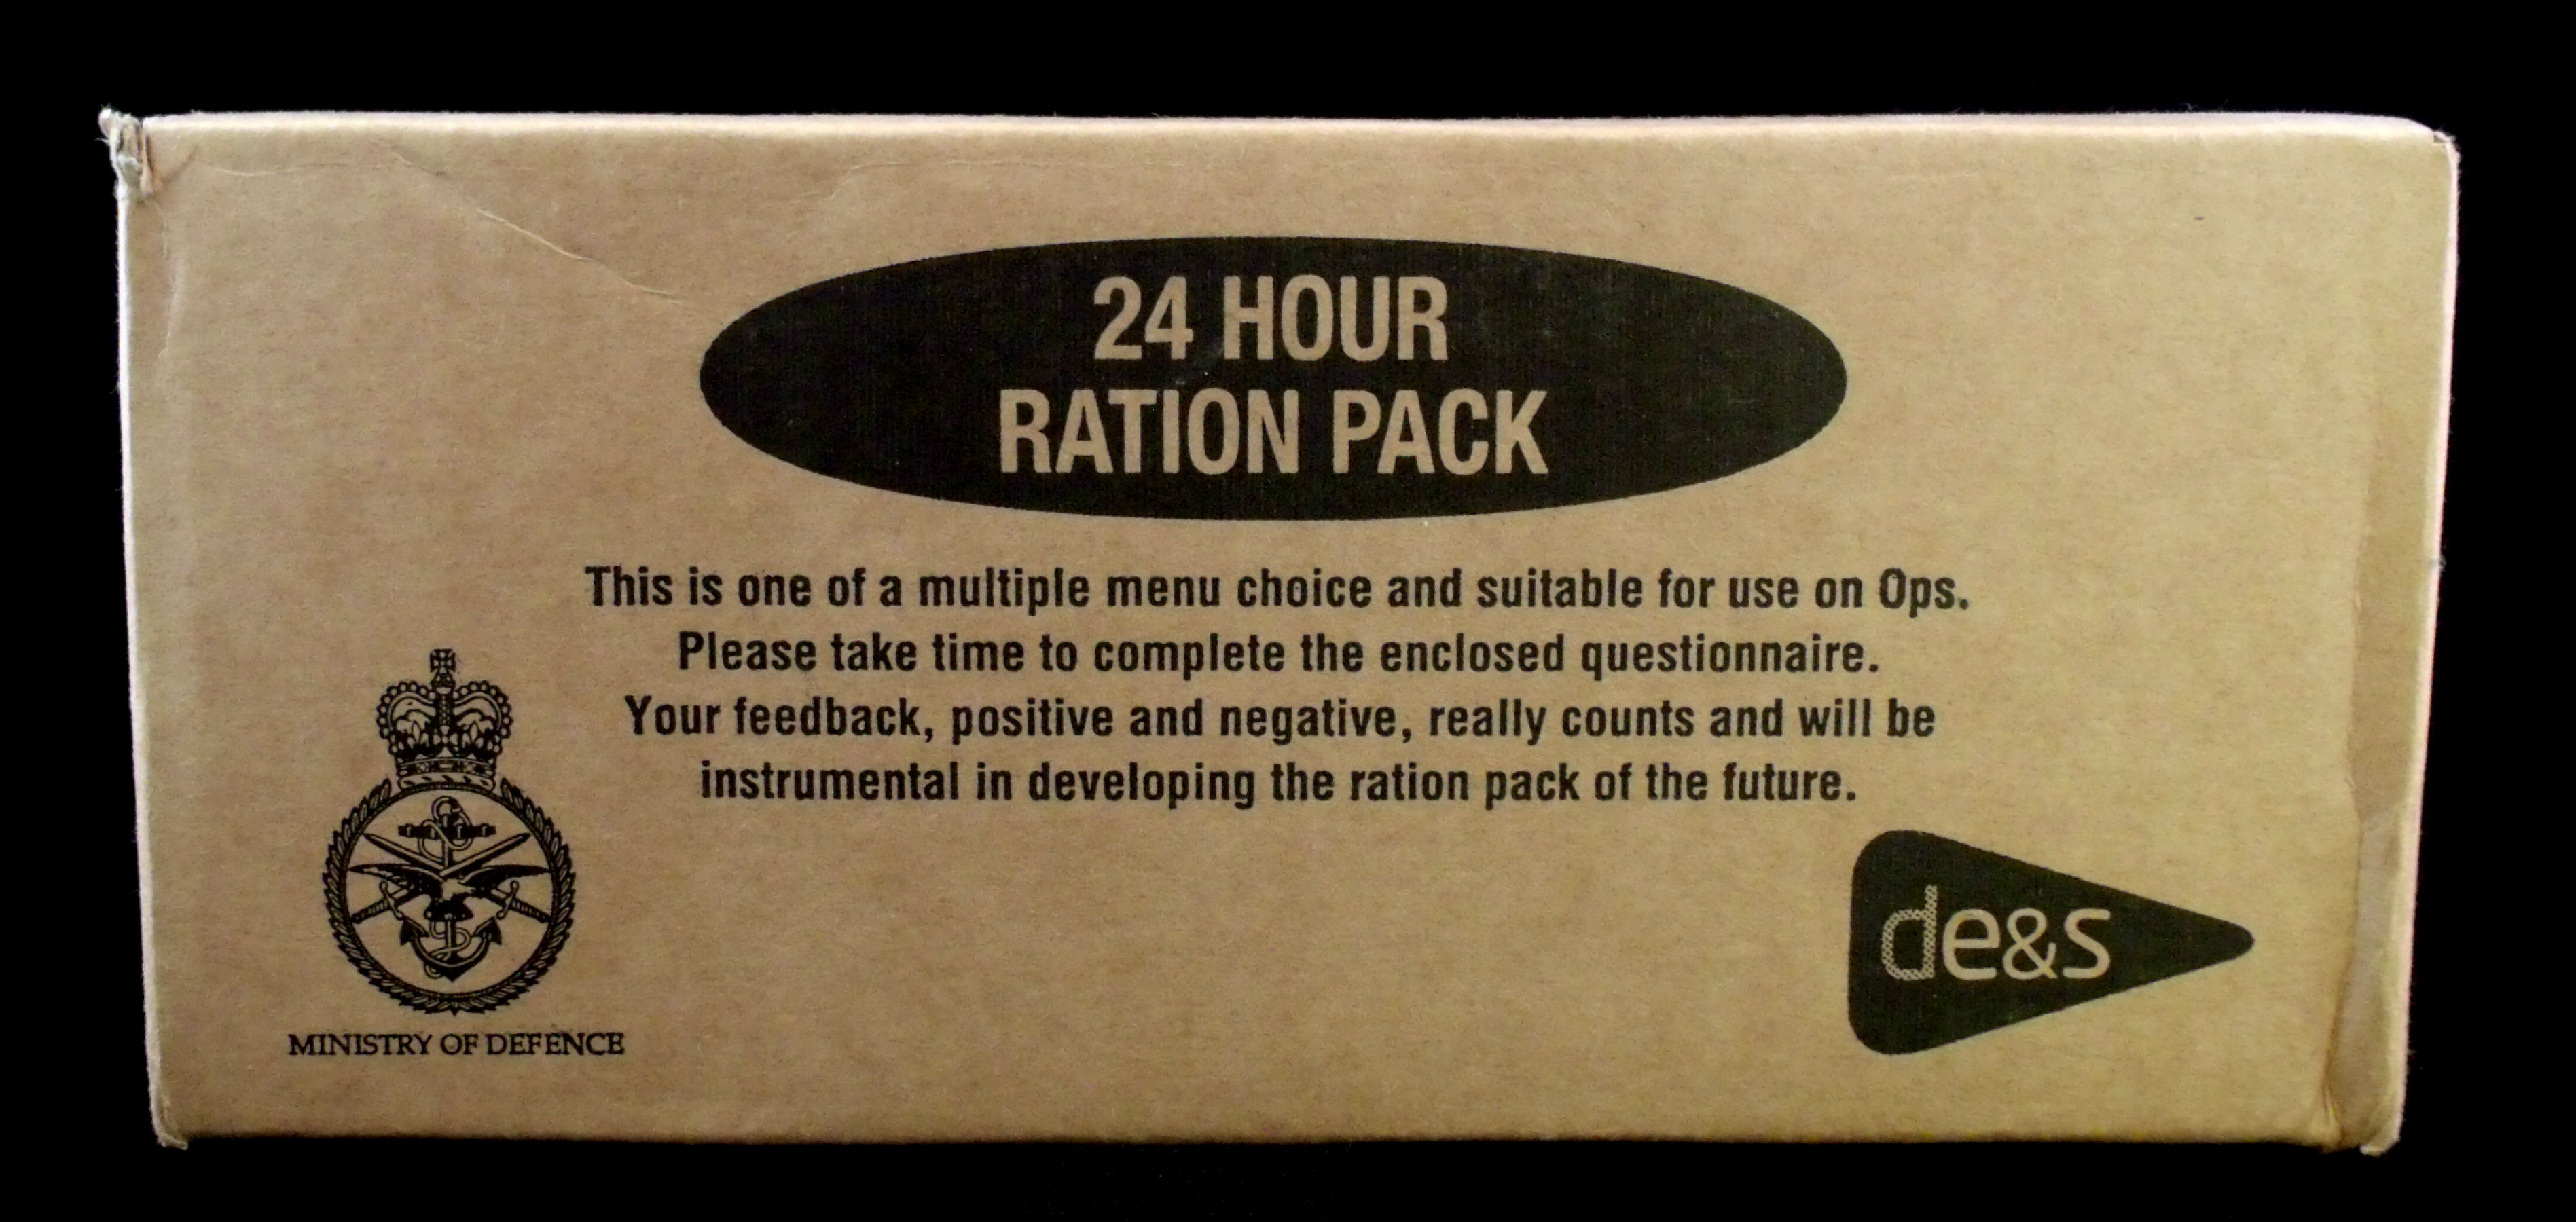 24 HOUR
RATION PACK
This is one of a multiple menu choice and suitable for use on Ops.
Please take time to complete the enclosed questionnaire.
Your feedback, positive and negative, really counts and will be
instrumental in developing the ration pack of the future.
MINISTRY OF DEFENCE
de&s